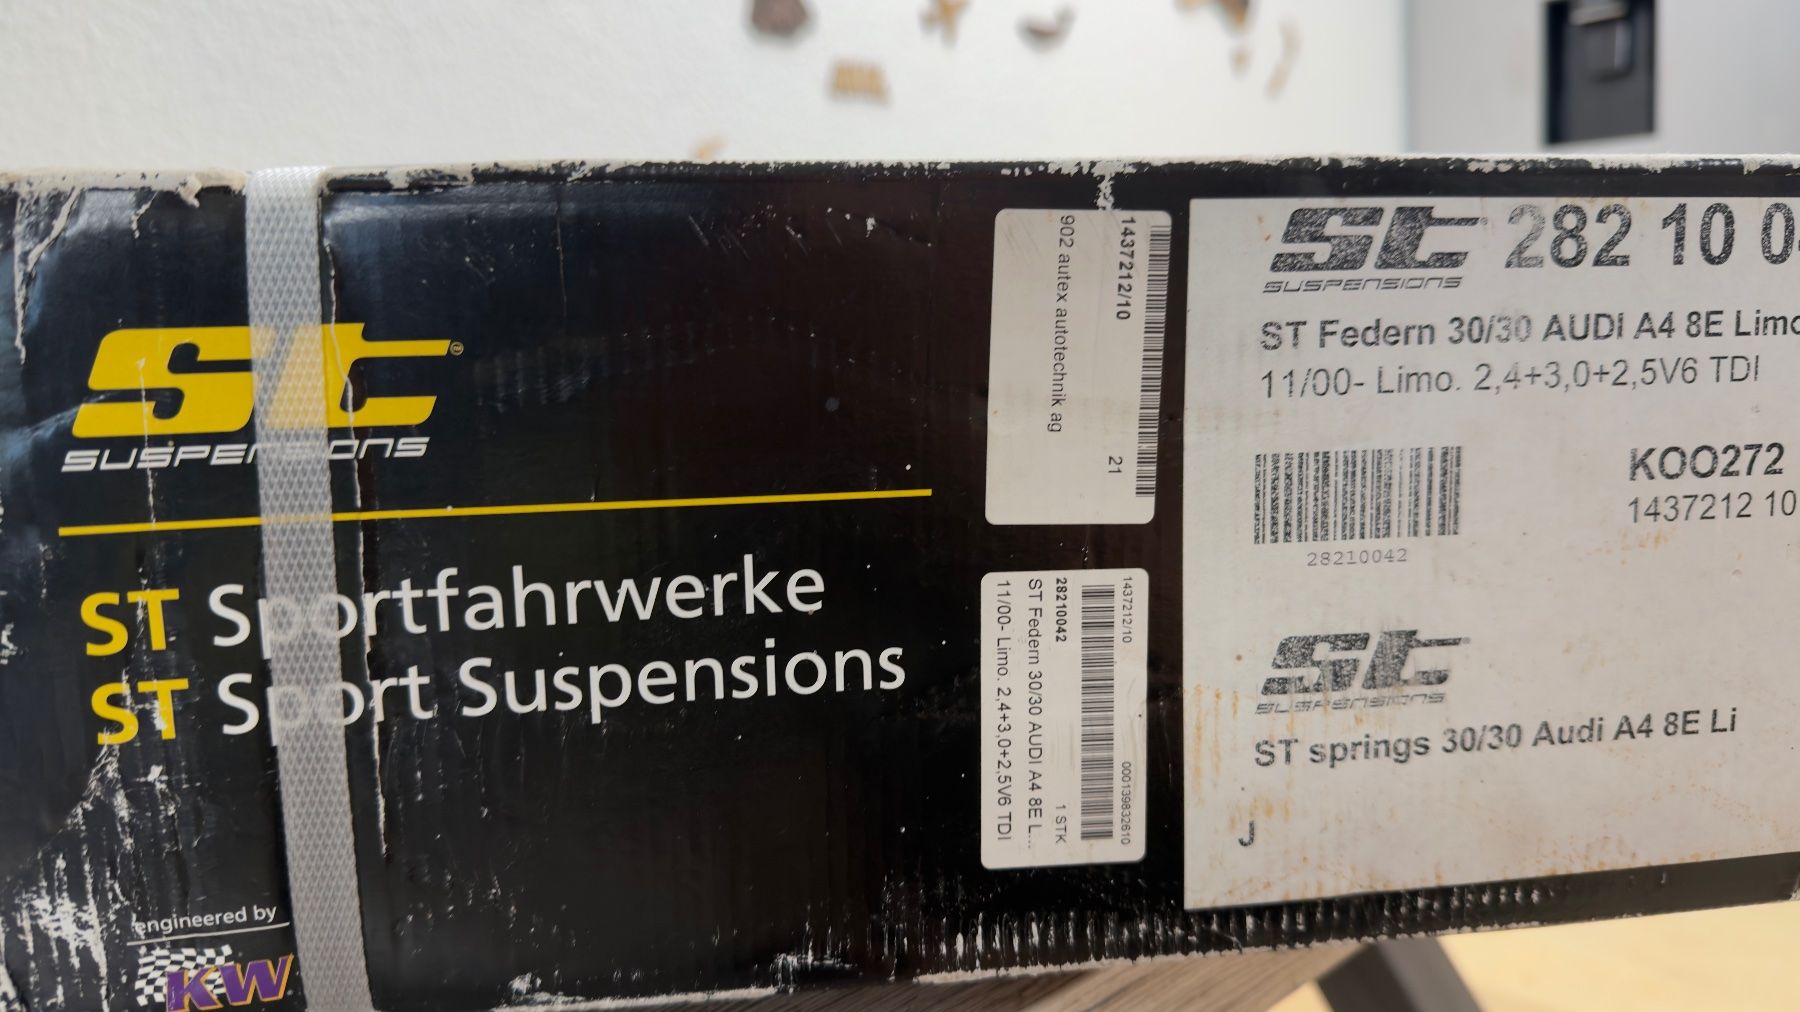 St®
SUSPENSIONS
ST Sportfahrwerke
ST Sport Suspensions
engineered by
KW
1437212/10
902 autex autotechnik ag
21
1437212/10
000139832610
28210042
1 STK
ST Federn 30/30 AUDI A4 8E L...
11/00- Limo. 2,4+3,0+2,5V6 TDI
St 282 10 0
SUSPENSIONS
ST Federn 30/30 AUDI A4 8E Limo
11/00- Limo. 2,4+3,0+2,5V6 TDI
KOO272
1437212 10
28210042
St
SUSPENSIONS
ST springs 30/30 Audi A4 8E Li
J